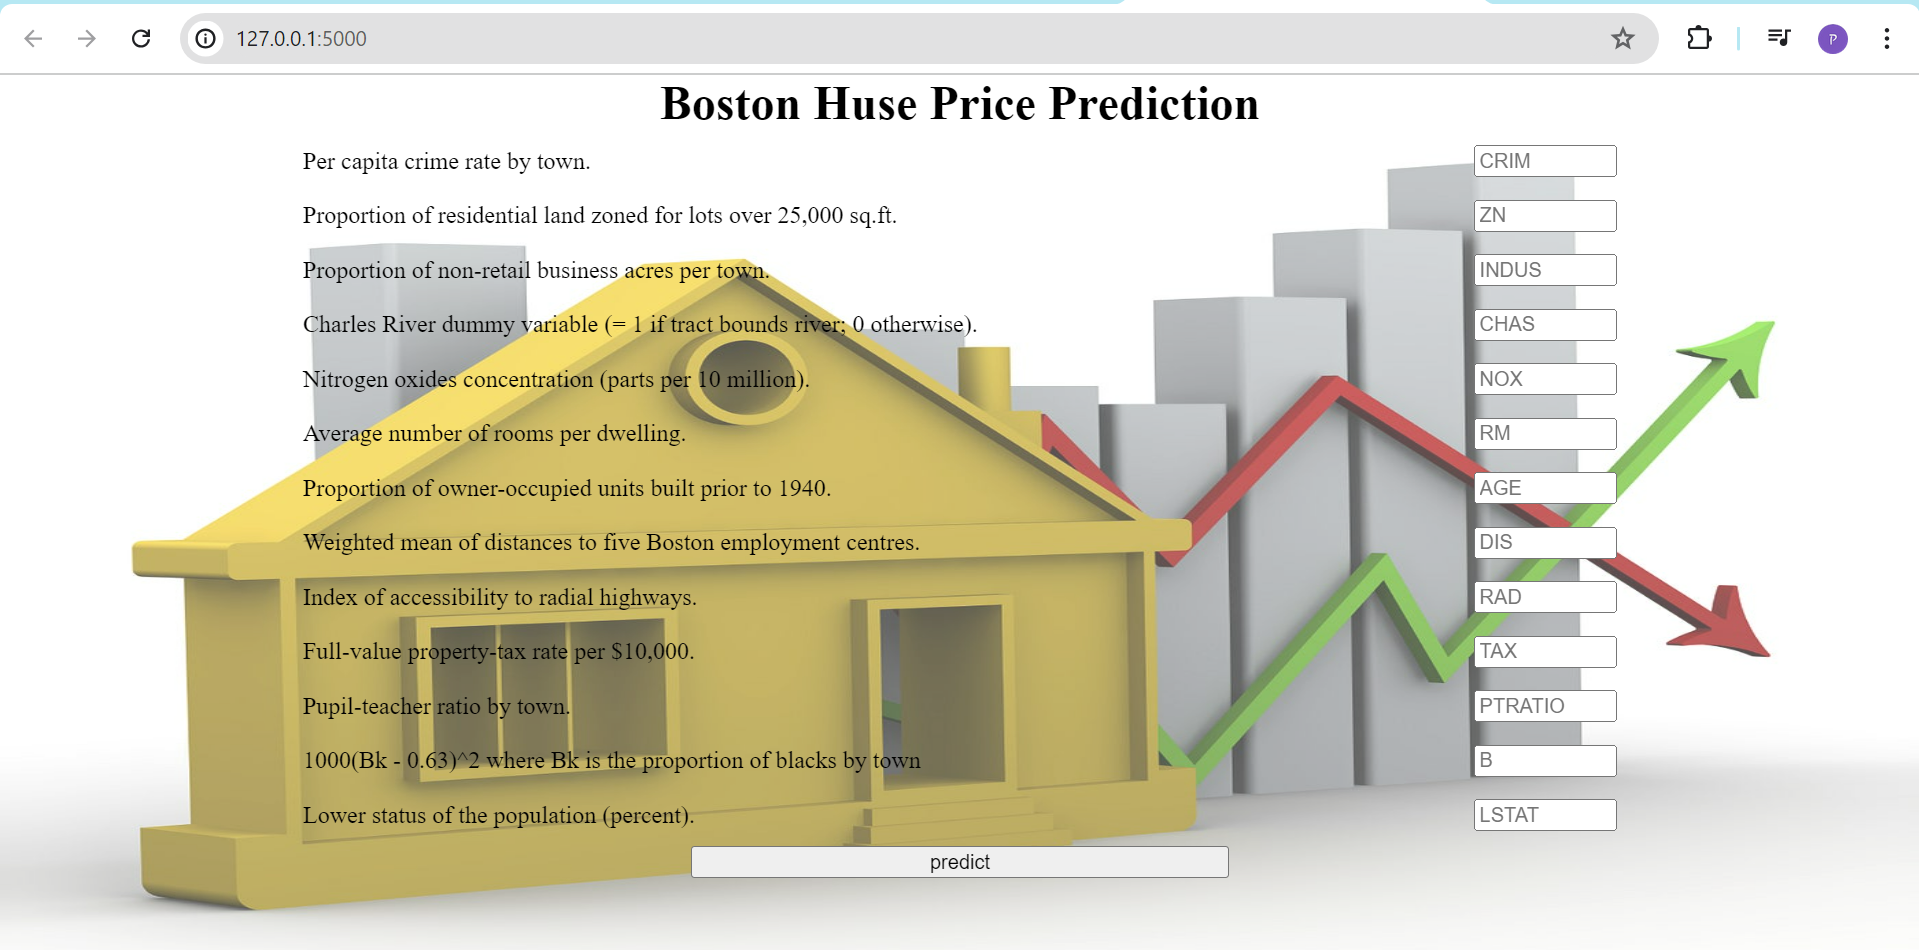 127.0.0.1:5000
P
Boston Huse Price Prediction
Per capita crime rate by town. CRIM
Proportion of residential land zoned for lots over 25,000 sq.ft. ZN
Proportion of non-retail business acres per town. INDUS
Charles River dummy variable (= 1 if tract bounds river; 0 otherwise). CHAS
Nitrogen oxides concentration (parts per 10 million). NOX
Average number of rooms per dwelling. RM
Proportion of owner-occupied units built prior to 1940. AGE
Weighted mean of distances to five Boston employment centres. DIS
Index of accessibility to radial highways. RAD
Full-value property-tax rate per $10,000. TAX
Pupil-teacher ratio by town. PTRATIO
1000(Bk - 0.63)^2 where Bk is the proportion of blacks by town B
Lower status of the population (percent). LSTAT
predict